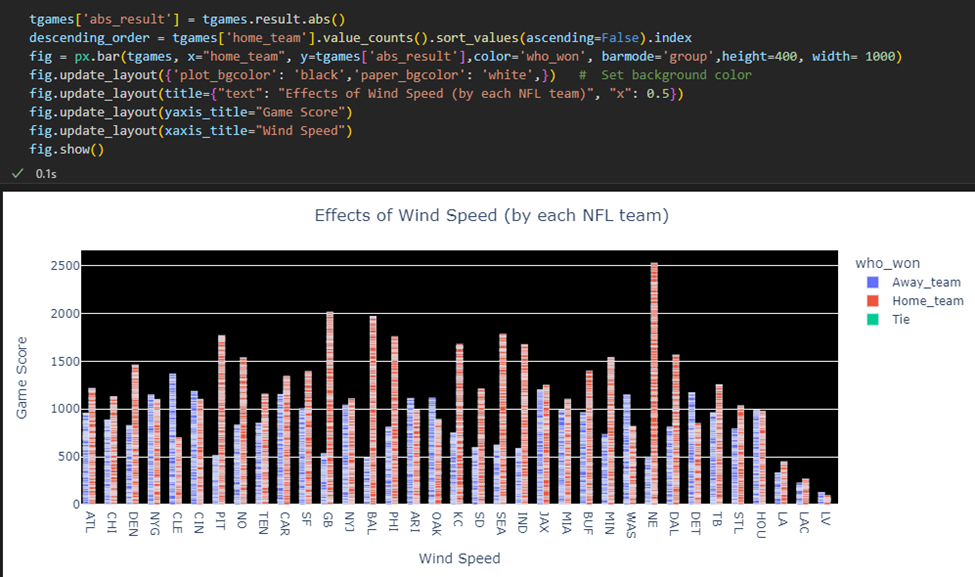 tgames['abs_result'] = tgames.result.abs()
descending_order = tgames['home_team'].value_counts().sort_values(ascending=False).index
fig = px.bar(tgames, x="home_team", y=tgames['abs_result'],color='who_won', barmode='group',height=400, width= 1000)
fig.update_layout({'plot_bgcolor': 'black','paper_bgcolor': 'white',})   #  Set background color
fig.update_layout(title={"text": "Effects of Wind Speed (by each NFL team)", "x": 0.5})
fig.update_layout(yaxis_title="Game Score")
fig.update_layout(xaxis_title="Wind Speed")
fig.show()
✓ 0.1s
Effects of Wind Speed (by each NFL team)
who_won
Away_team
Home_team
Tie
Game Score
2500
2000
1500
1000
500
0
ATL CHI DEN NYG CLE CIN PIT NO TEN CAR SF GB NYJ BAL PHI ARI OAK KC SD SEA IND JAX MIA BUF MIN WAS NE DAL DET TB STL HOU LA LAC LV
Wind Speed